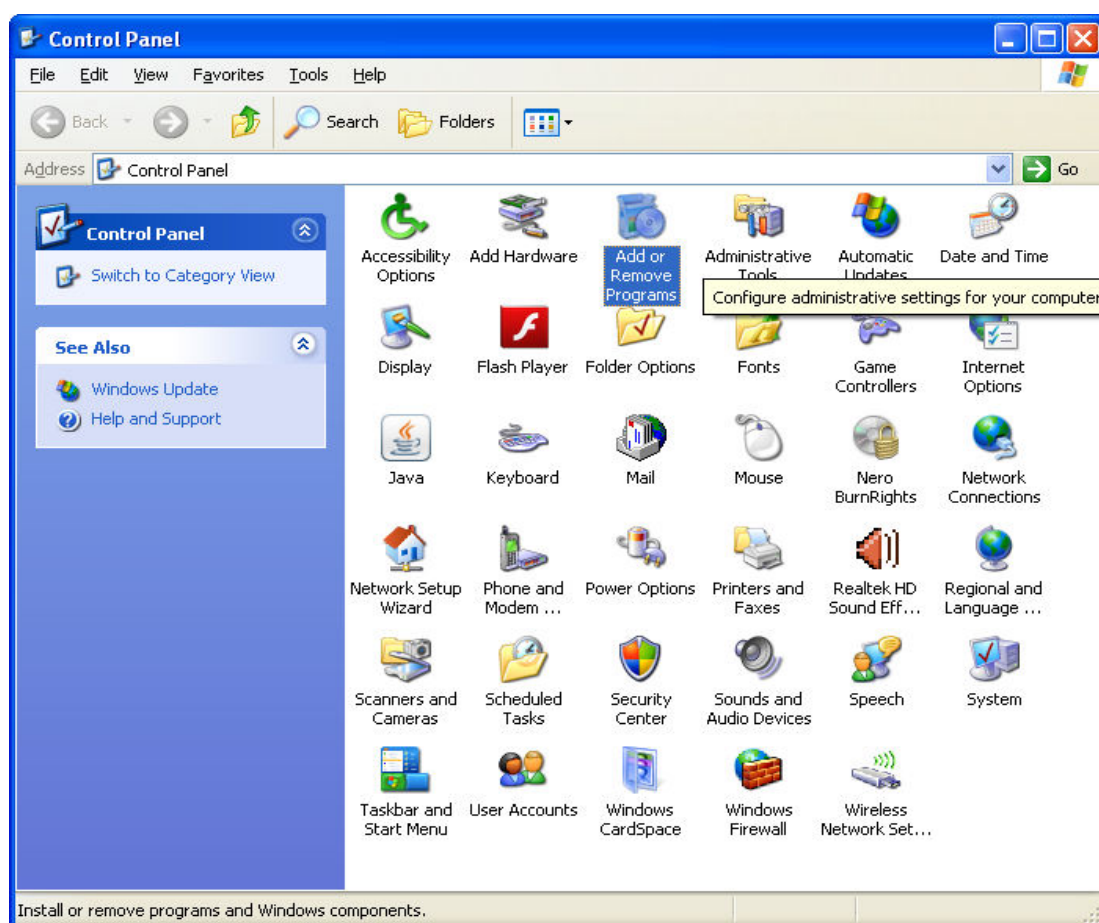 Control Panel
File Edit View Favorites Tools Help
Back Search Folders
Address Control Panel Go
Control Panel
Switch to Category View
See Also
Windows Update
Help and Support
Accessibility Options
Add Hardware
Add or Remove Programs
Administrative Tools
Automatic Updates
Date and Time
Configure administrative settings for your computer
Display
Flash Player
Folder Options
Fonts
Game Controllers
Internet Options
Java
Keyboard
Mail
Mouse
Nero BurnRights
Network Connections
Network Setup Wizard
Phone and Modem ...
Power Options
Printers and Faxes
Realtek HD Sound Eff...
Regional and Language ...
Scanners and Cameras
Scheduled Tasks
Security Center
Sounds and Audio Devices
Speech
System
Taskbar and Start Menu
User Accounts
Windows CardSpace
Windows Firewall
Wireless Network Set...
Install or remove programs and Windows components.